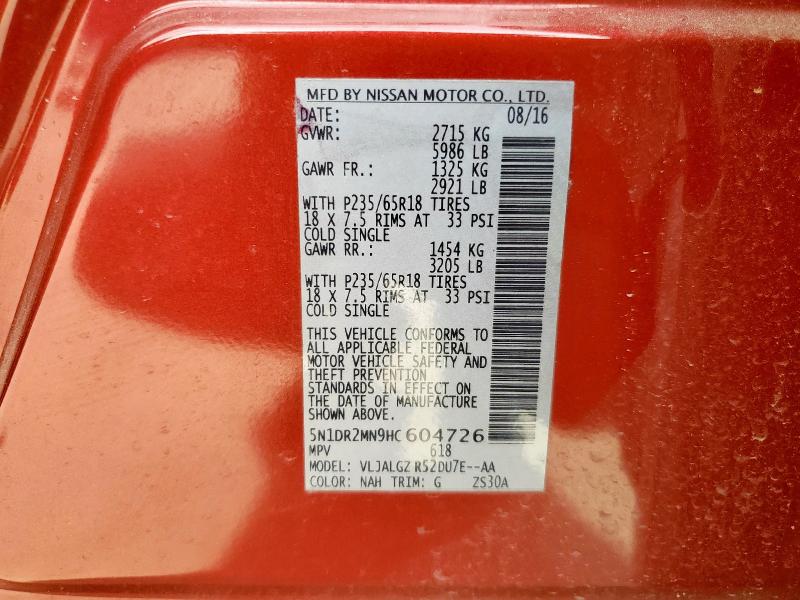 MFD BY NISSAN MOTOR CO., LTD.
DATE: 08/16
GVWR: 2715 KG
5986 LB
GAWR FR.: 1325 KG
2921 LB
WITH P235/65R18 TIRES
18 X 7.5 RIMS AT 33 PSI
COLD SINGLE
GAWR RR.: 1454 KG
3205 LB
WITH P235/65R18 TIRES
18 X 7.5 RIMS AT 33 PSI
COLD SINGLE
THIS VEHICLE CONFORMS TO
ALL APPLICABLE FEDERAL
MOTOR VEHICLE SAFETY AND
THEFT PREVENTION
STANDARDS IN EFFECT ON
THE DATE OF MANUFACTURE
SHOWN ABOVE.
5N1DR2MN9HC604726
MPV 618
MODEL: VLJALGZ R52DU7E--AA
COLOR: NAH TRIM: G ZS30A